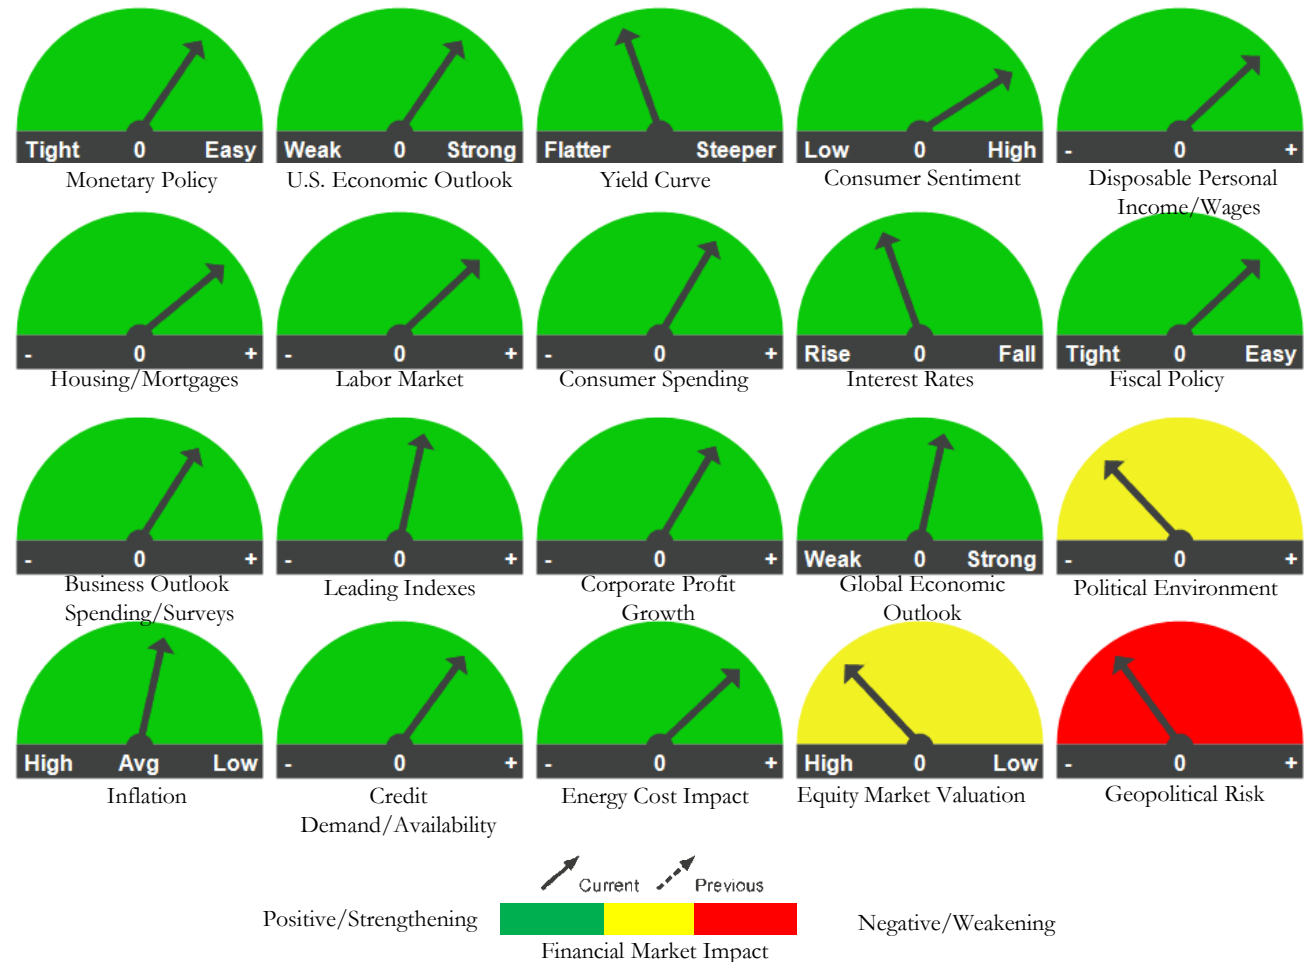 Tight 0 Easy
Monetary Policy
Weak 0 Strong
U.S. Economic Outlook
Flatter Steeper
Yield Curve
Low 0 High
Consumer Sentiment
- 0 +
Disposable Personal
Income/Wages
- 0 +
Housing/Mortgages
- 0 +
Labor Market
- 0 +
Consumer Spending
Rise 0 Fall
Interest Rates
Tight 0 Easy
Fiscal Policy
- 0 +
Business Outlook
Spending/Surveys
- 0 +
Leading Indexes
- 0 +
Corporate Profit
Growth
Weak 0 Strong
Global Economic
Outlook
- 0 +
Political Environment
High Avg Low
Inflation
- 0 +
Credit
Demand/Availability
- 0 +
Energy Cost Impact
High 0 Low
Equity Market Valuation
- 0 +
Geopolitical Risk
Current Previous
Positive/Strengthening
Negative/Weakening
Financial Market Impact